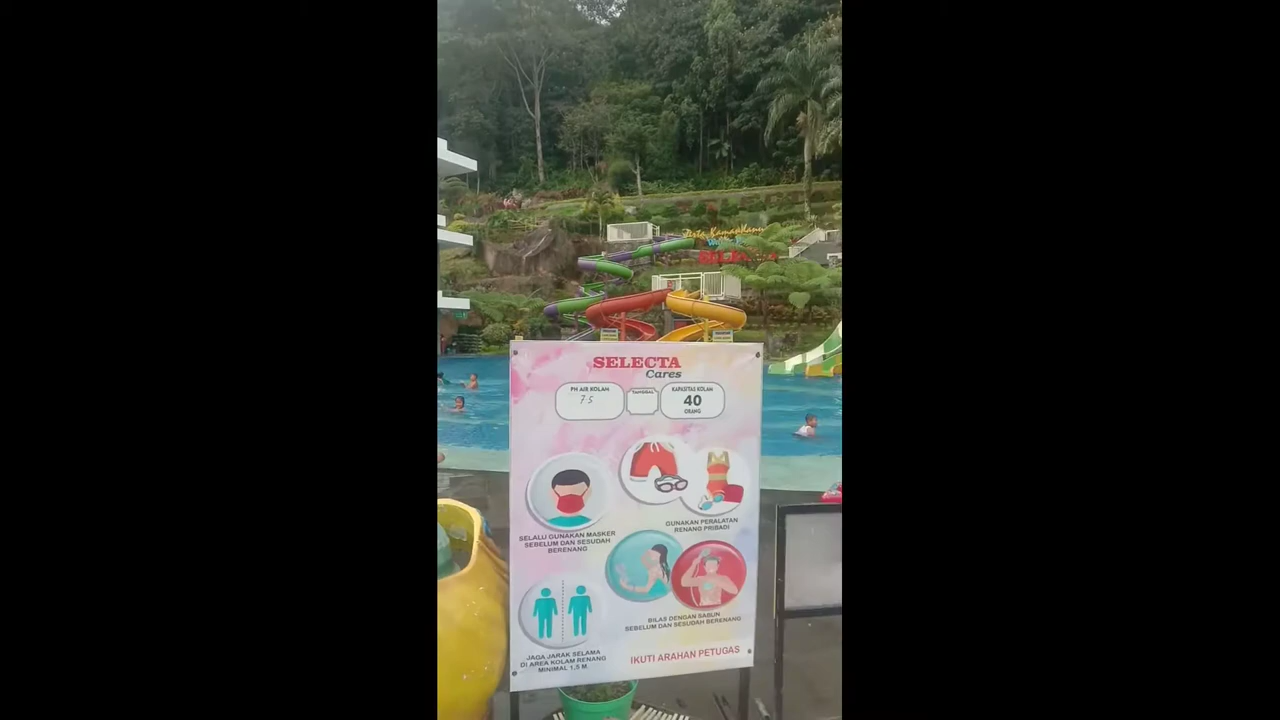 Tirta Kamanhanu
SELECTA
Cares
PH AIR KOLAM
7.5
TANGGAL
KAPASITAS KOLAM
40
ORANG
SELALU GUNAKAN MASKER
SEBELUM DAN SESUDAH
BERENANG
GUNAKAN PERALATAN
RENANG PRIBADI
BILAS DENGAN SABUN
SEBELUM DAN SESUDAH BERENANG
JAGA JARAK SELAMA
DI AREA KOLAM RENANG
MINIMAL 1,5 M.
IKUTI ARAHAN PETUGAS